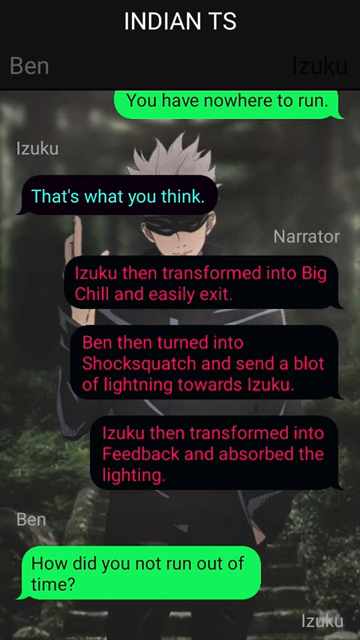 INDIAN TS
Ben
Izuku
You have nowhere to run.
Izuku
That's what you think.
Narrator
Izuku then transformed into Big
Chill and easily exit.
Ben then turned into
Shocksquatch and send a blot
of lightning towards Izuku.
Izuku then transformed into
Feedback and absorbed the
lighting.
Ben
How did you not run out of
time?
Izuku